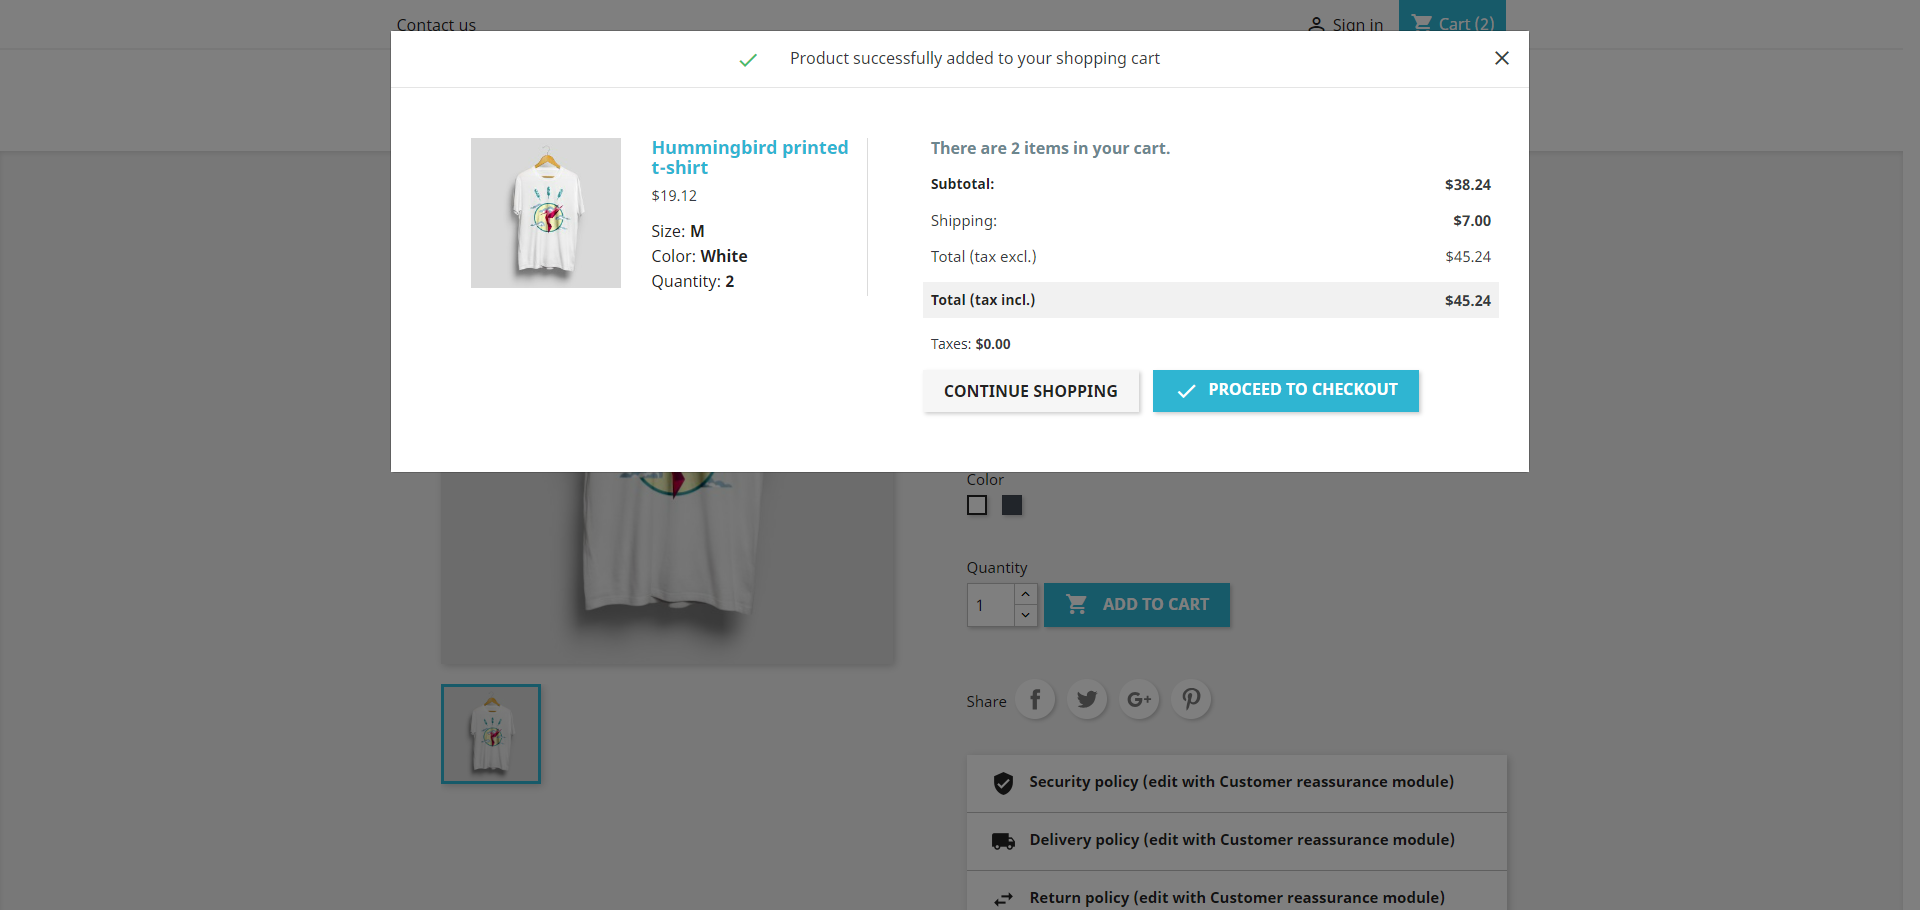 Contact us
Sign in
Cart (2)
Product successfully added to your shopping cart
Hummingbird printed
t-shirt
$19.12
Size: M
Color: White
Quantity: 2
There are 2 items in your cart.
Subtotal: $38.24
Shipping: $7.00
Total (tax excl.) $45.24
Total (tax incl.) $45.24
Taxes: $0.00
CONTINUE SHOPPING
PROCEED TO CHECKOUT
Color
Quantity
1
ADD TO CART
Share
Security policy (edit with Customer reassurance module)
Delivery policy (edit with Customer reassurance module)
Return policy (edit with Customer reassurance module)